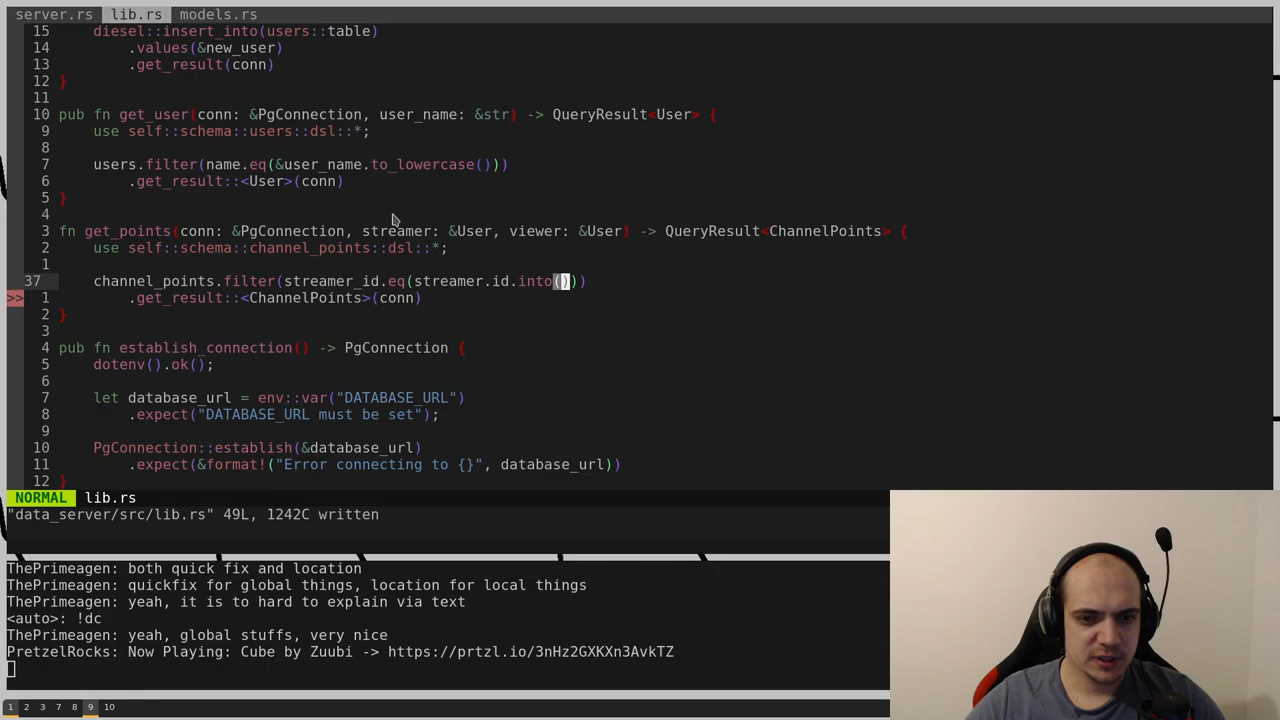 server.rs lib.rs models.rs
15 diesel::insert_into(users::table)
14 .values(&new_user)
13 .get_result(conn)
12 }
11
10 pub fn get_user(conn: &PgConnection, user_name: &str) -> QueryResult<User> {
9 use self::schema::users::dsl::*;
8
7 users.filter(name.eq(&user_name.to_lowercase()))
6 .get_result::<User>(conn)
5 }
4
3 fn get_points(conn: &PgConnection, streamer: &User, viewer: &User) -> QueryResult<ChannelPoints> {
2 use self::schema::channel_points::dsl::*;
1
37 channel_points.filter(streamer_id.eq(streamer.id.into()))
>> 1 .get_result::<ChannelPoints>(conn)
2 }
3
4 pub fn establish_connection() -> PgConnection {
5 dotenv().ok();
6
7 let database_url = env::var("DATABASE_URL")
8 .expect("DATABASE_URL must be set");
9
10 PgConnection::establish(&database_url)
11 .expect(&format!("Error connecting to {}", database_url))
12 }
NORMAL lib.rs
"data_server/src/lib.rs" 49L, 1242C written
ThePrimeagen: both quick fix and location
ThePrimeagen: quickfix for global things, location for local things
ThePrimeagen: yeah, it is to hard to explain via text
<auto>: !dc
ThePrimeagen: yeah, global stuffs, very nice
PretzelRocks: Now Playing: Cube by Zuubi -> https://prtzl.io/3nHz2GXKXn3AvkTZ
1 2 3 7 8 9 10